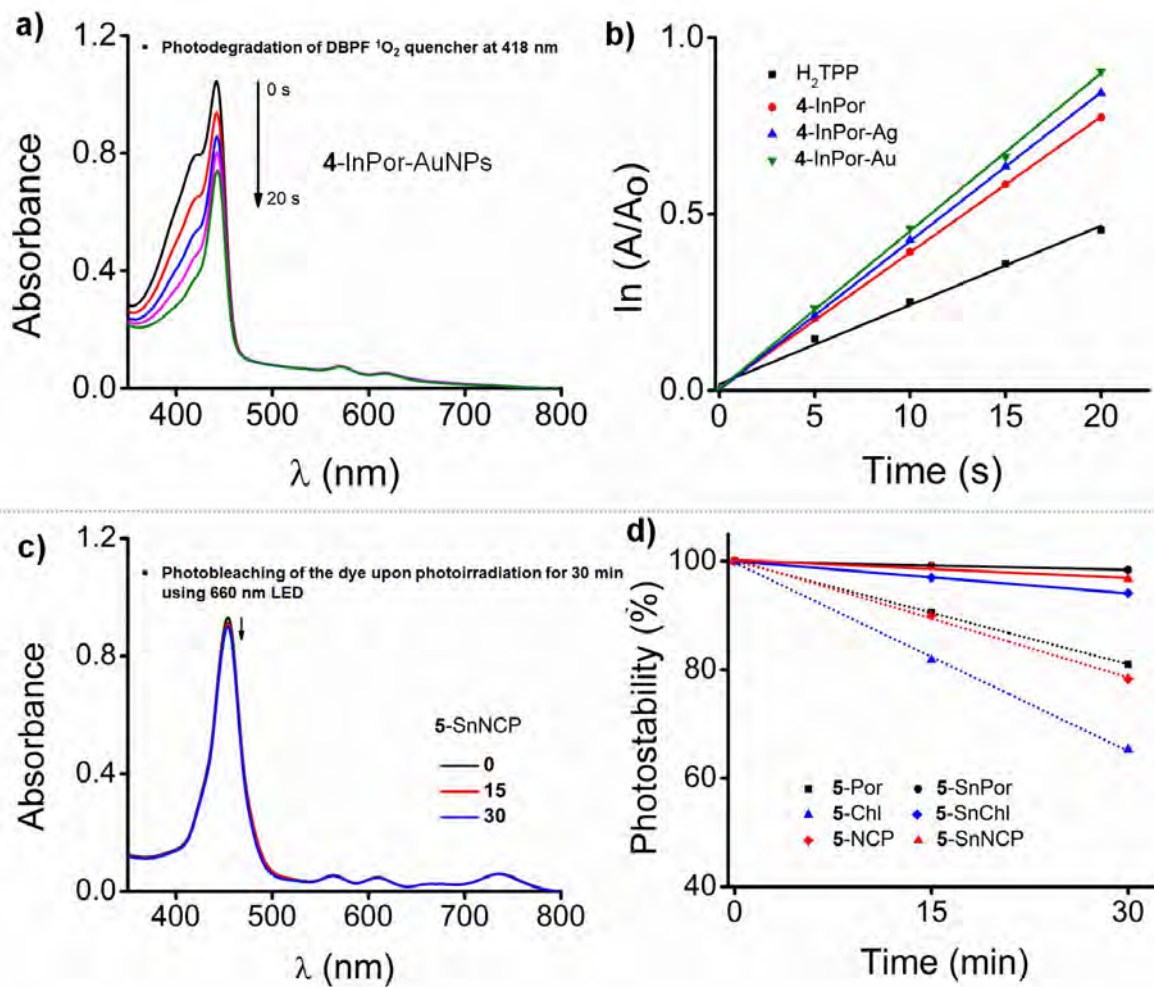 a)
1.2
0.8
0.4
0.0
Absorbance
▪ Photodegradation of DBPF ¹O₂ quencher at 418 nm
0 s
20 s
4-InPor-AuNPs
400 500 600 700 800
λ (nm)
b)
1.0
0.5
0.0
ln (A/Ao)
H₂TPP
4-InPor
4-InPor-Ag
4-InPor-Au
0 5 10 15 20
Time (s)
c)
1.2
0.8
0.4
0.0
Absorbance
▪ Photobleaching of the dye upon photoirradiation for 30 min
using 660 nm LED
5-SnNCP
0
15
30
400 500 600 700 800
λ (nm)
d)
100
80
60
40
Photostability (%)
5-Por 5-SnPor
5-Chl 5-SnChl
5-NCP 5-SnNCP
0 15 30
Time (min)